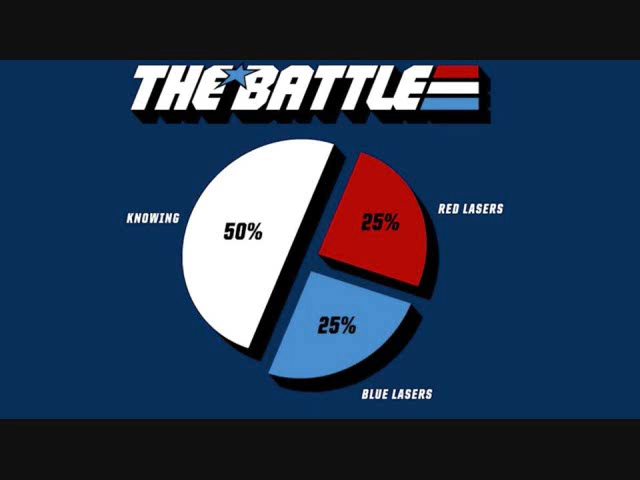 THE BATTLE
KNOWING
50%
25%
RED LASERS
25%
BLUE LASERS